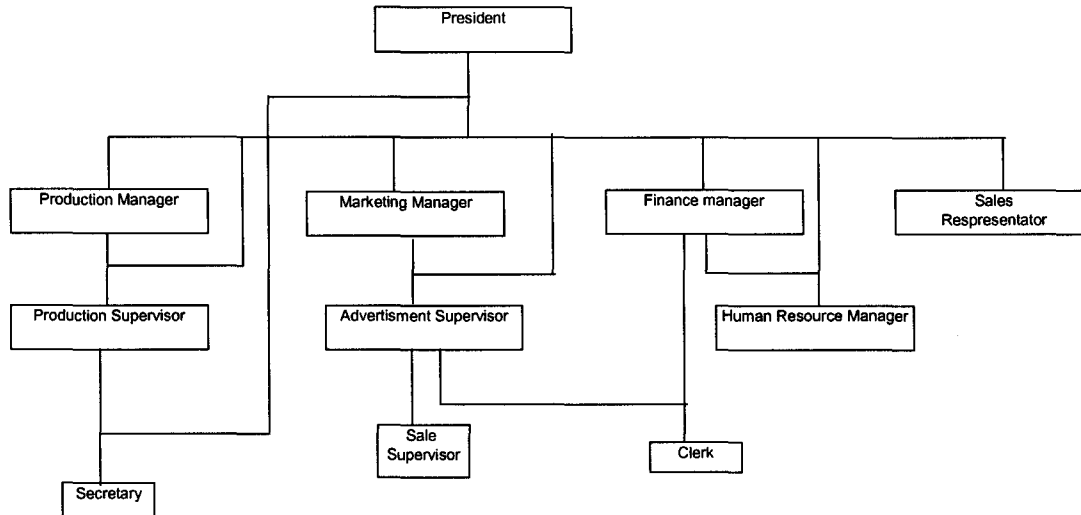 President
Production Manager
Marketing Manager
Finance manager
Sales
Respresentator
Production Supervisor
Advertisment Supervisor
Human Resource Manager
Sale
Supervisor
Clerk
Secretary